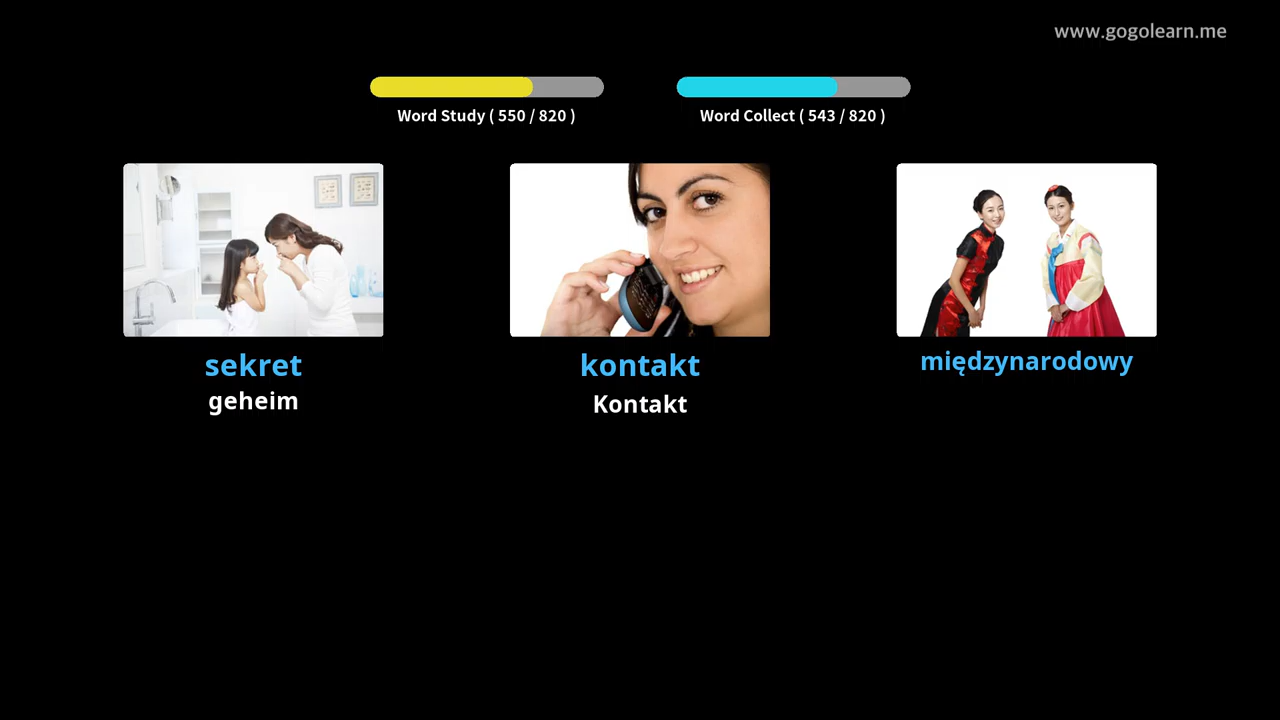 www.gogolearn.me
Word Study ( 550 / 820 )
Word Collect ( 543 / 820 )
sekret
geheim
kontakt
Kontakt
międzynarodowy